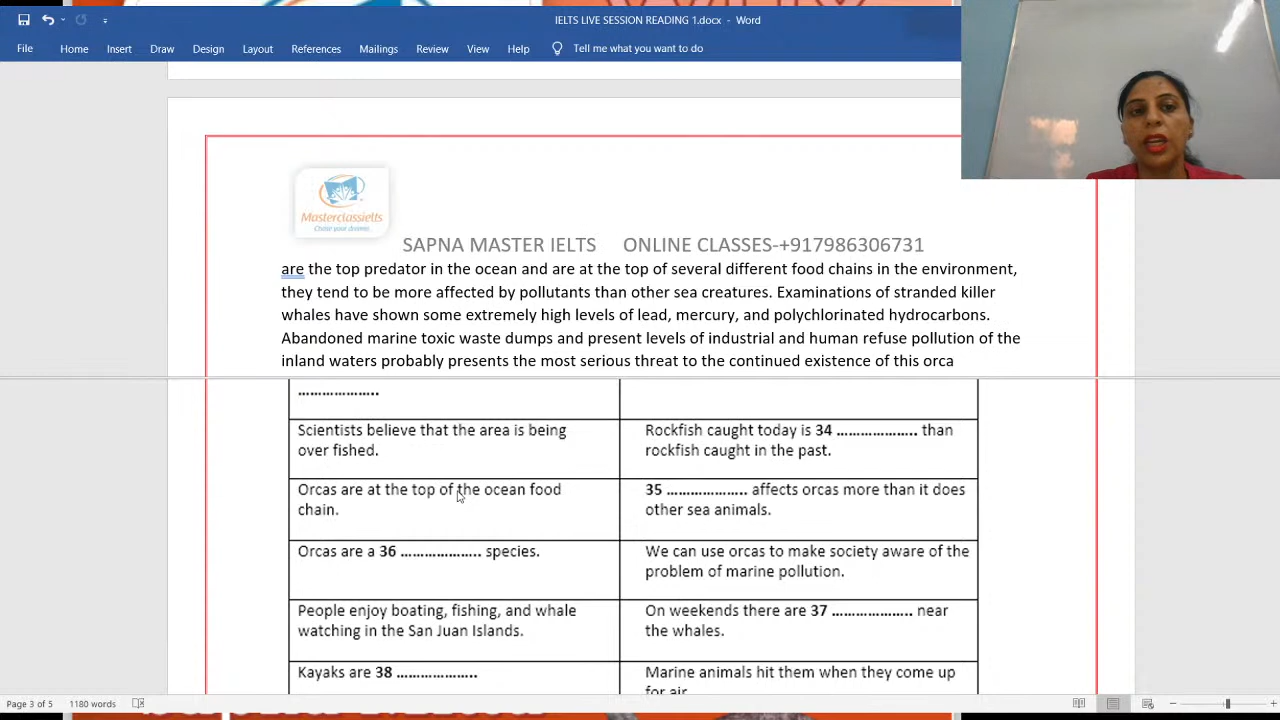 IELTS LIVE SESSION READING 1.docx - Word
File Home Insert Draw Design Layout References Mailings Review View Help Tell me what you want to do
Masterclassielts
Chase your dreams.
SAPNA MASTER IELTS ONLINE CLASSES-+917986306731
are the top predator in the ocean and are at the top of several different food chains in the environment,
they tend to be more affected by pollutants than other sea creatures. Examinations of stranded killer
whales have shown some extremely high levels of lead, mercury, and polychlorinated hydrocarbons.
Abandoned marine toxic waste dumps and present levels of industrial and human refuse pollution of the
inland waters probably presents the most serious threat to the continued existence of this orca
………………..
Scientists believe that the area is being
over fished.
Rockfish caught today is 34 ……………….. than
rockfish caught in the past.
Orcas are at the top of the ocean food
chain.
35 ……………….. affects orcas more than it does
other sea animals.
Orcas are a 36 ……………….. species.
We can use orcas to make society aware of the
problem of marine pollution.
People enjoy boating, fishing, and whale
watching in the San Juan Islands.
On weekends there are 37 ……………….. near
the whales.
Kayaks are 38 ………………..
Marine animals hit them when they come up
for air
Page 3 of 5 1180 words